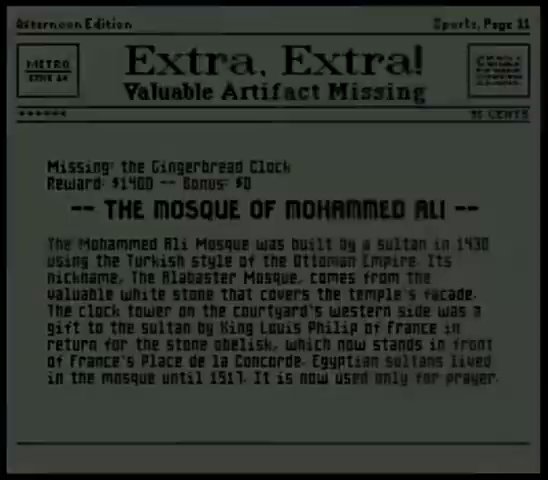 Afternoon Edition
Sports, Page 11
METRO
Extra, Extra!
Valuable Artifact Missing
35 CENTS
Missing: the Gingerbread Clock
Reward: $1400 -- Bonus: $0
-- THE MOSQUE OF MOHAMMED ALI --
The Mohammed Ali Mosque was built by a sultan in 1430
using the Turkish style of the Ottoman Empire. Its
nickname, The Alabaster Mosque, comes from the
valuable white stone that covers the temple's facade.
The clock tower on the courtyard's western side was a
gift to the sultan by King Louis Philip of France in
return for the stone obelisk, which now stands in front
of France's Place de la Concorde. Egyptian sultans lived
in the mosque until 1517. It is now used only for prayer.